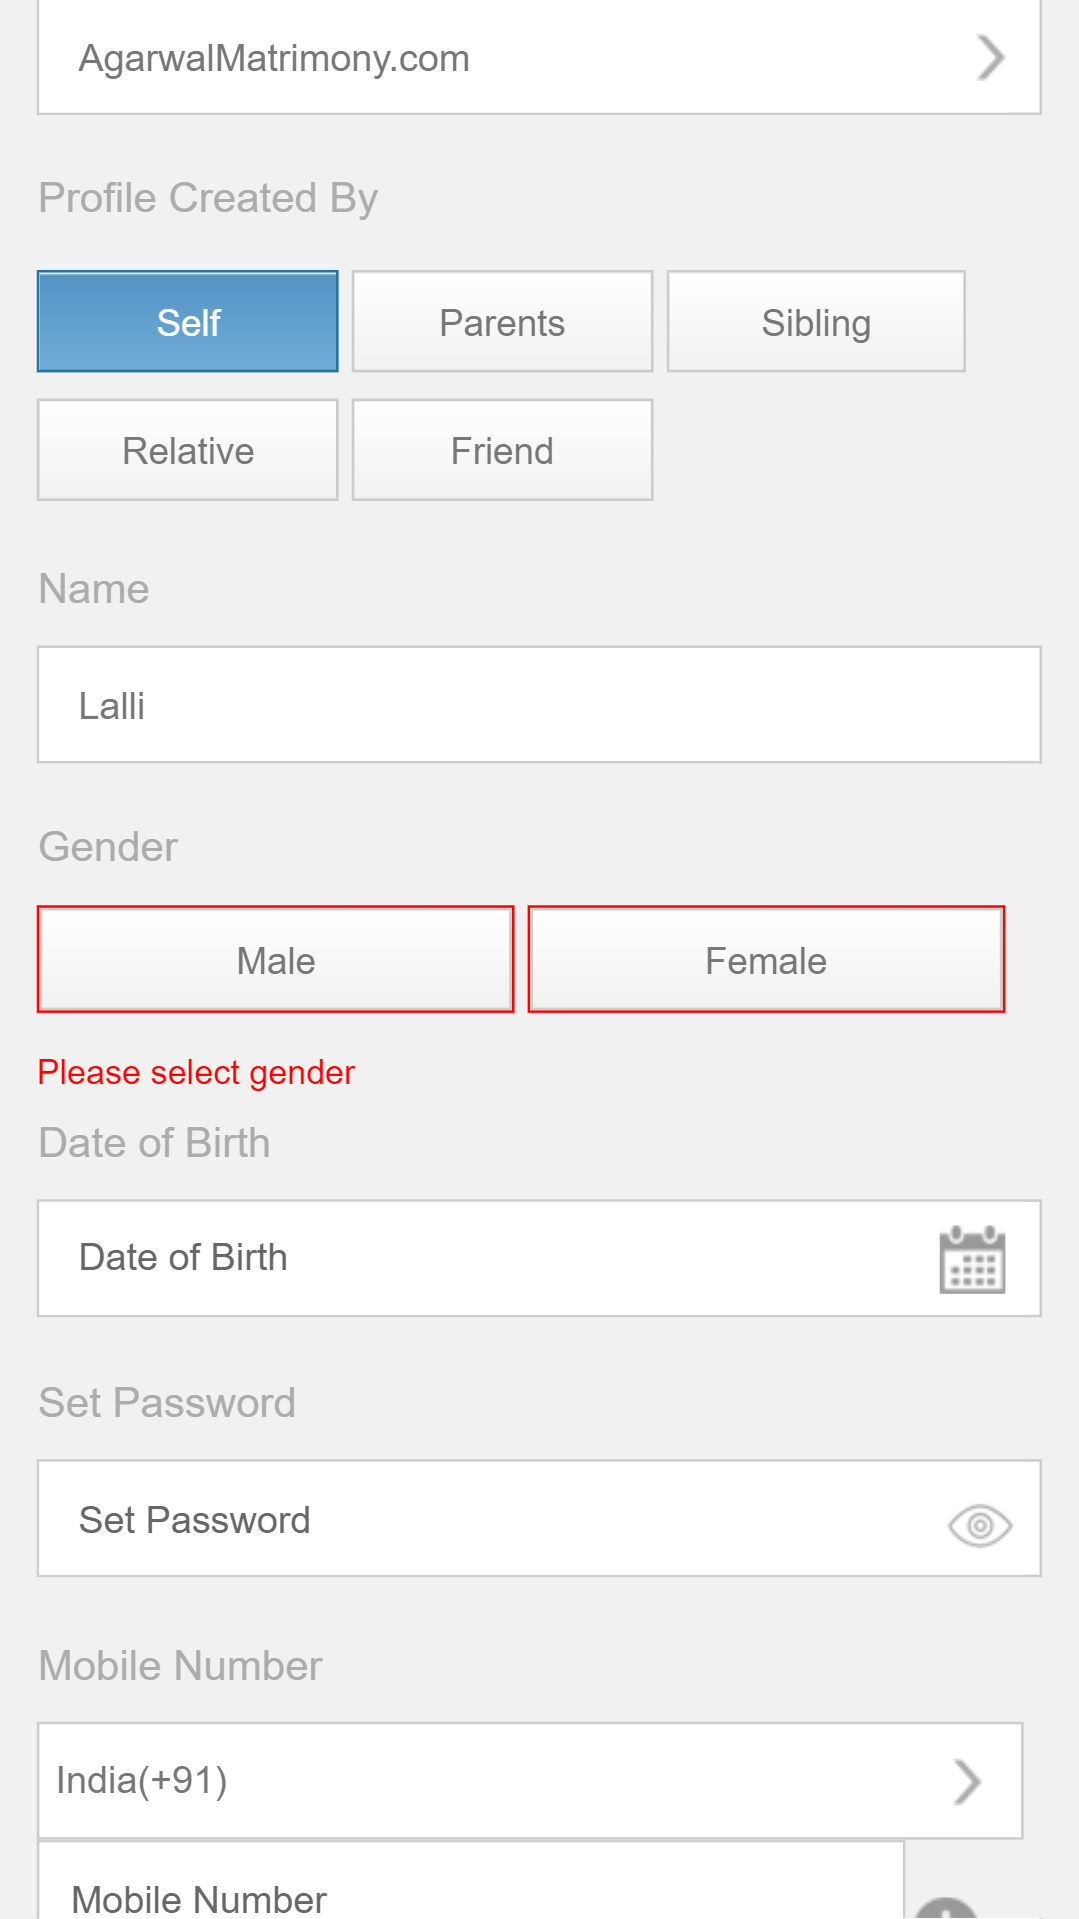 AgarwalMatrimony.com
Profile Created By
Self Parents Sibling
Relative Friend
Name
Lalli
Gender
Male Female
Please select gender
Date of Birth
Date of Birth
Set Password
Set Password
Mobile Number
India(+91)
Mobile Number